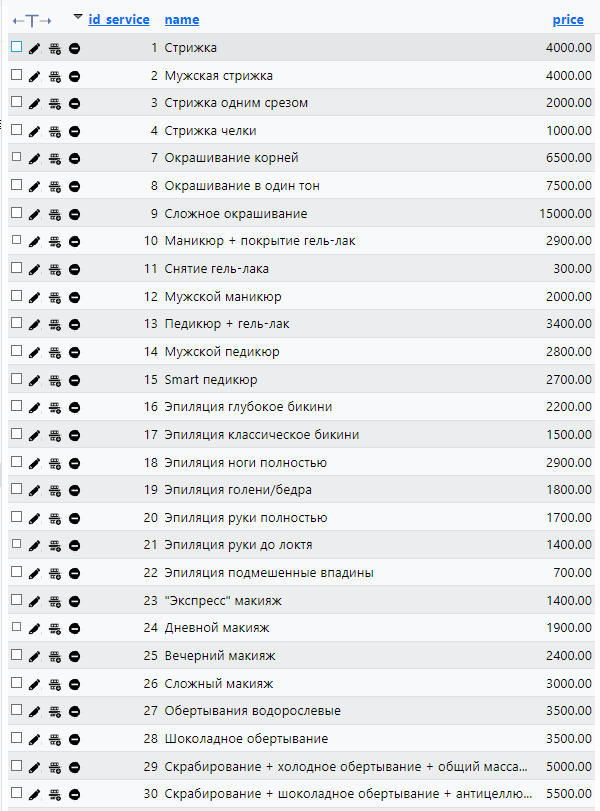 ←T→ id_service name price
1 Стрижка 4000.00
2 Мужская стрижка 4000.00
3 Стрижка одним срезом 2000.00
4 Стрижка челки 1000.00
7 Окрашивание корней 6500.00
8 Окрашивание в один тон 7500.00
9 Сложное окрашивание 15000.00
10 Маникюр + покрытие гель-лак 2900.00
11 Снятие гель-лака 300.00
12 Мужской маникюр 2000.00
13 Педикюр + гель-лак 3400.00
14 Мужской педикюр 2800.00
15 Smart педикюр 2700.00
16 Эпиляция глубокое бикини 2200.00
17 Эпиляция классическое бикини 1500.00
18 Эпиляция ноги полностью 2900.00
19 Эпиляция голени/бедра 1800.00
20 Эпиляция руки полностью 1700.00
21 Эпиляция руки до локтя 1400.00
22 Эпиляция подмешенные впадины 700.00
23 "Экспресс" макияж 1400.00
24 Дневной макияж 1900.00
25 Вечерний макияж 2400.00
26 Сложный макияж 3000.00
27 Обертывания водорослевые 3500.00
28 Шоколадное обертывание 3500.00
29 Скрабирование + холодное обертывание + общий масса... 5000.00
30 Скрабирование + шоколадное обертывание + антицеллю... 5500.00